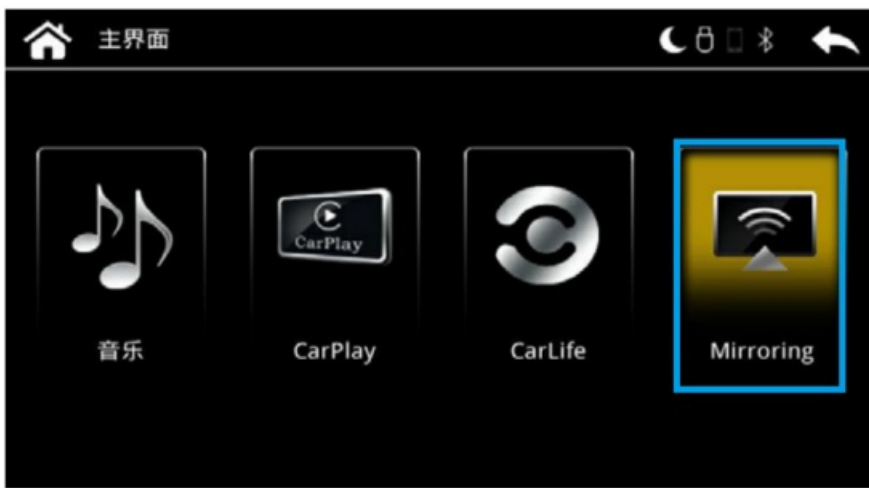 主界面
CarPlay
音乐
CarPlay
CarLife
Mirroring